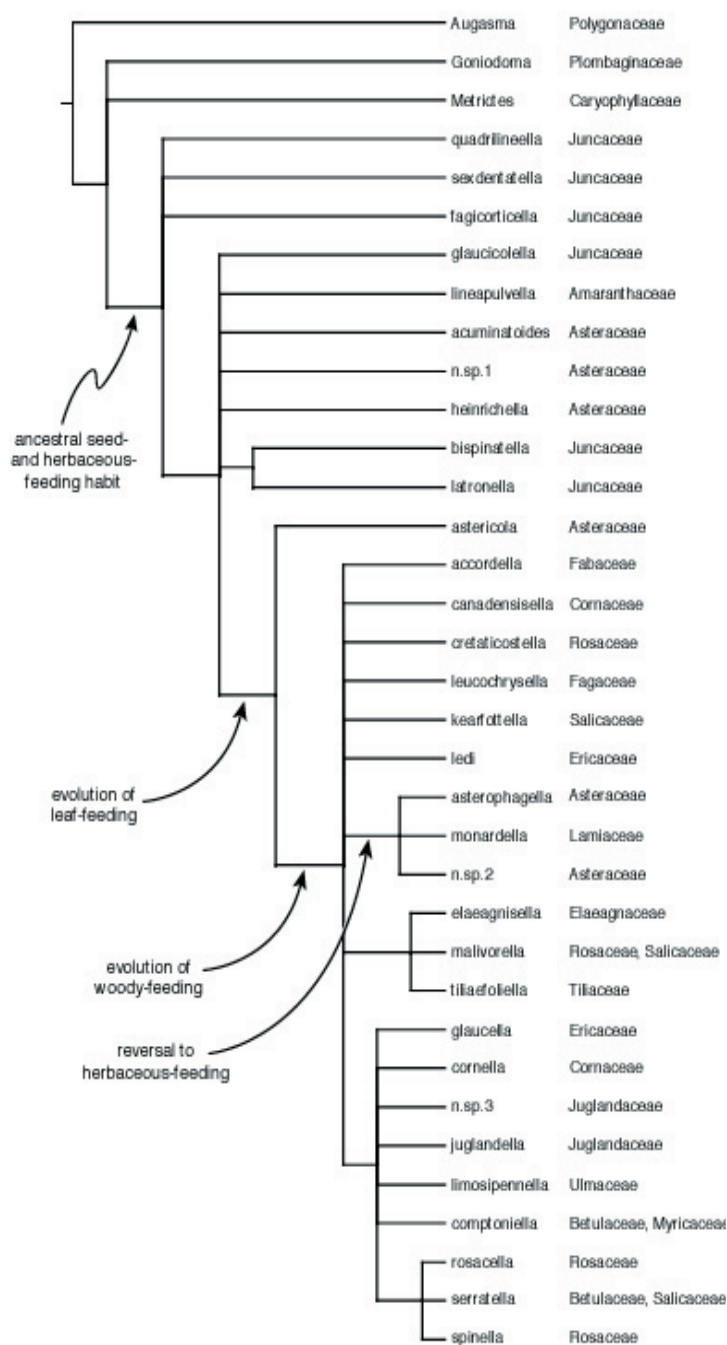 Augasma Polygonaceae
Goniodoma Plombaginaceae
Metrictes Caryophyllaceae
quadrilineella Juncaceae
sexdentatella Juncaceae
fagicorticella Juncaceae
glaucicolella Juncaceae
lineapulvella Amaranthaceae
acuminatoides Asteraceae
n.sp.1 Asteraceae
heinrichella Asteraceae
ancestral seed-
and herbaceous-
feeding habit
bispinatella Juncaceae
latronella Juncaceae
astericola Asteraceae
accordella Fabaceae
canadensisella Cornaceae
cretaticostella Rosaceae
leucochrysella Fagaceae
kearfottella Salicaceae
ledi Ericaceae
evolution of
leaf-feeding
asterophagella Asteraceae
monardella Lamiaceae
n.sp.2 Asteraceae
elaeagnisella Elaeagnaceae
malivorella Rosaceae, Salicaceae
tiliaefoliella Tiliaceae
evolution of
woody-feeding
reversal to
herbaceous-feeding
glaucella Ericaceae
cornella Cornaceae
n.sp.3 Juglandaceae
juglandella Juglandaceae
limosipennella Ulmaceae
comptoniella Betulaceae, Myricaceae
rosacella Rosaceae
serratella Betulaceae, Salicaceae
spinella Rosaceae